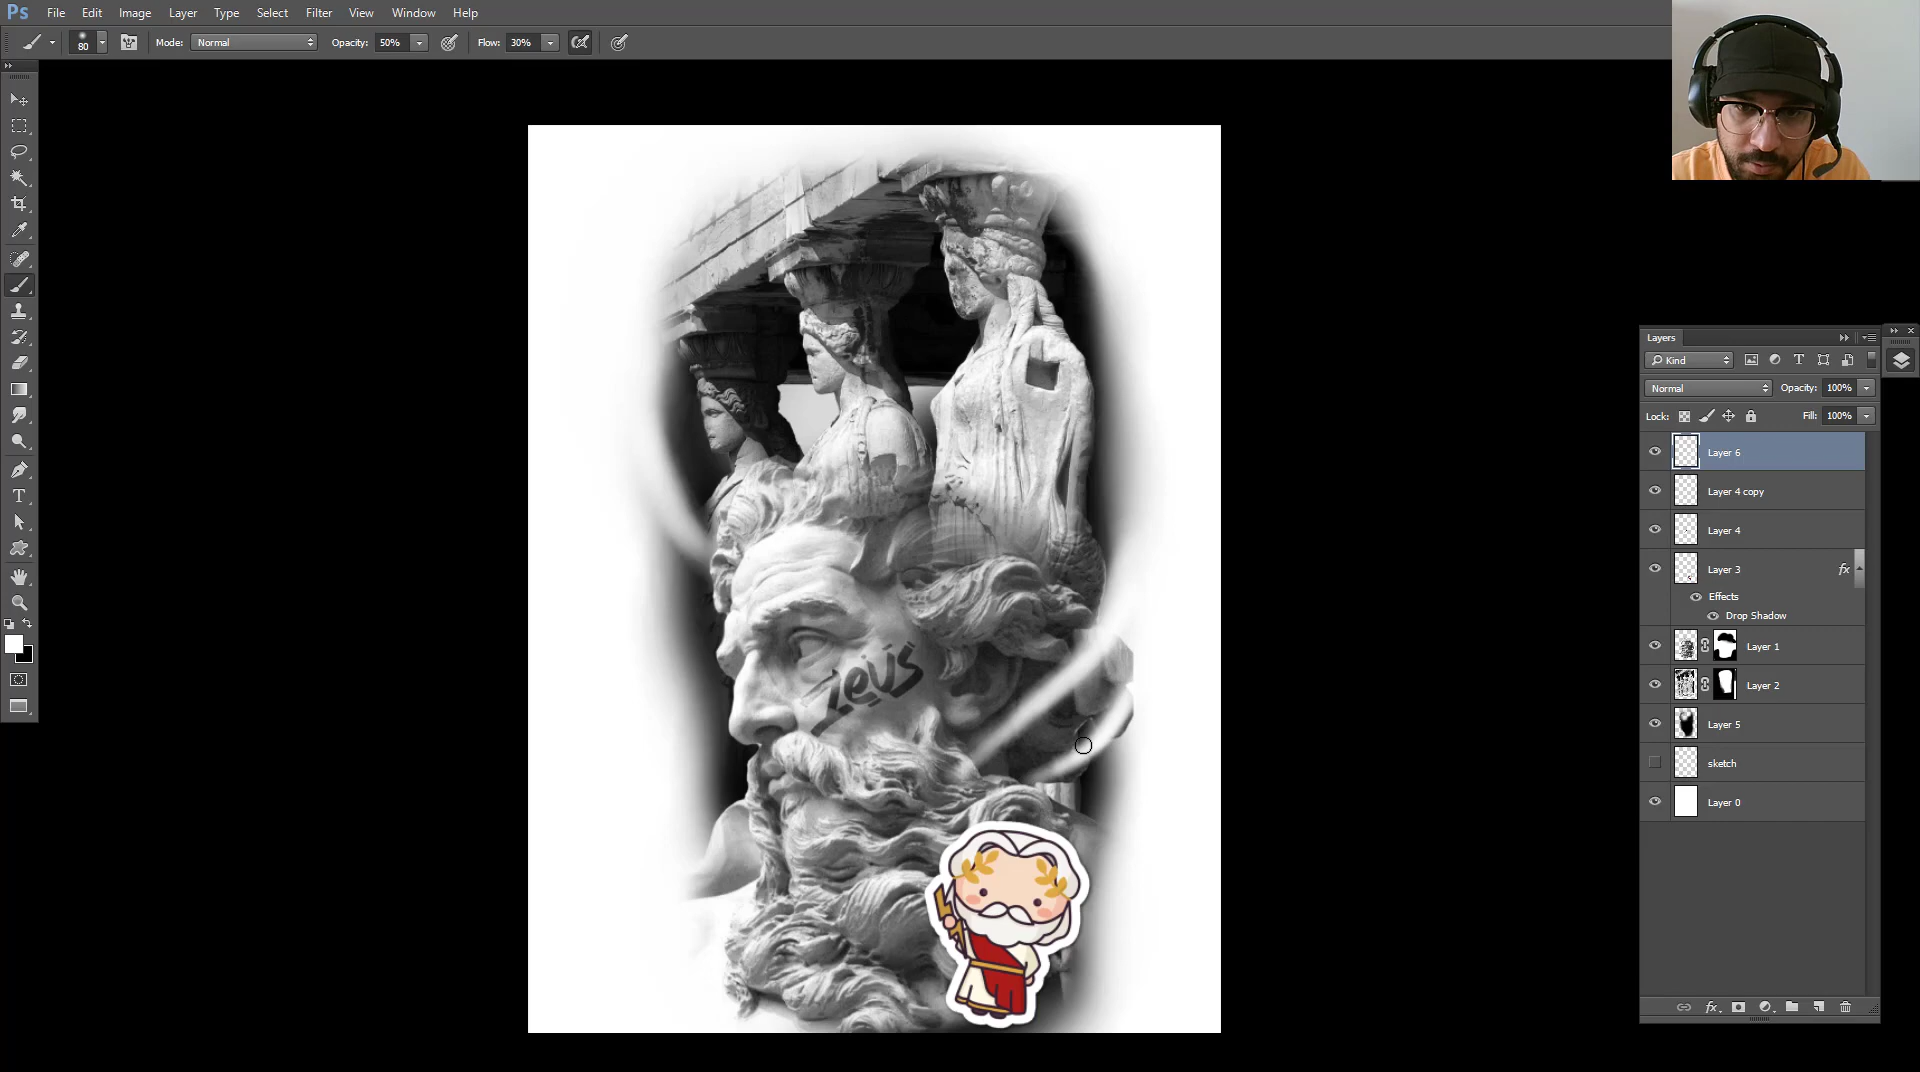 Ps File Edit Image Layer Type Select Filter View Window Help
80 Mode: Normal Opacity: 50% Flow: 30%
Zeus
Layers
Kind
Normal Opacity: 100%
Lock: Fill: 100%
Layer 6
Layer 4 copy
Layer 4
Layer 3 fx
Effects
Drop Shadow
Layer 1
Layer 2
Layer 5
sketch
Layer 0
fx